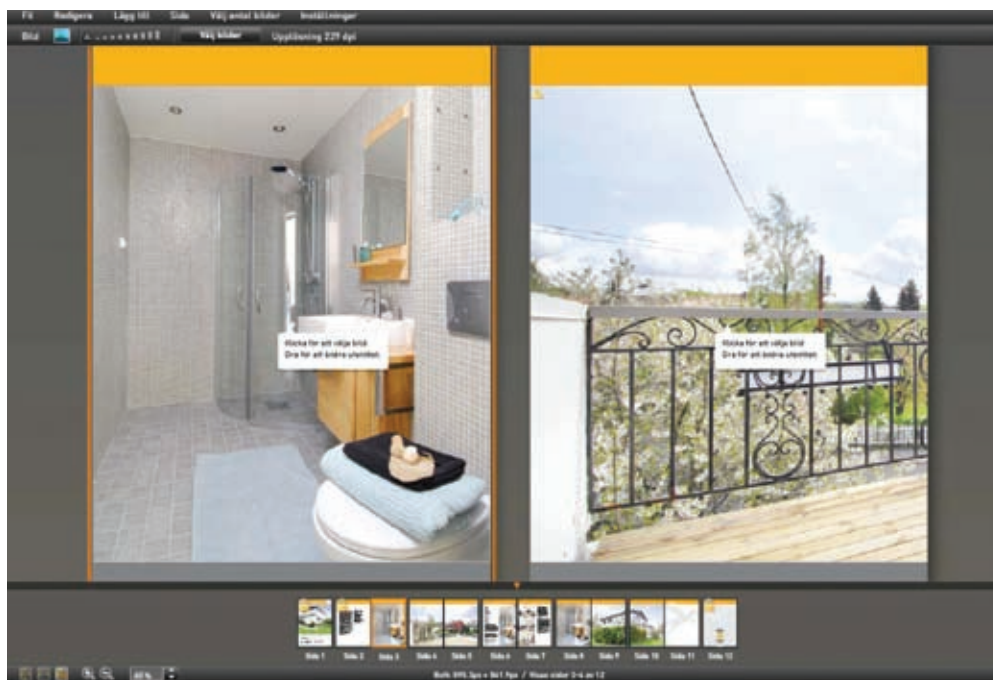 Redigera Lägg till Sida Välj antal bilder Inställningar
Bild Välj bilder Upplösning 229 dpi
Klicka för att välja bild
Dra för att ändra utsnittet
Klicka för att välja bild
Dra för att ändra utsnittet
Sida 1 Sida 2 Sida 3 Sida 4 Sida 5 Sida 6 Sida 7 Sida 8 Sida 9 Sida 10 Sida 11 Sida 12